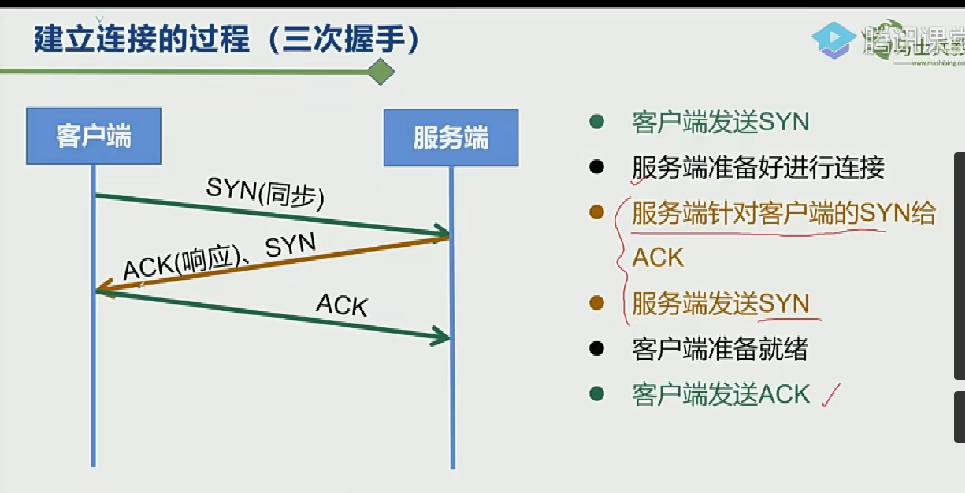 建立连接的过程（三次握手）
腾讯课堂
www.mashibing.com
客户端
服务端
SYN(同步)
ACK(响应)、SYN
ACK
客户端发送SYN
服务端准备好进行连接
服务端针对客户端的SYN给
ACK
服务端发送SYN
客户端准备就绪
客户端发送ACK